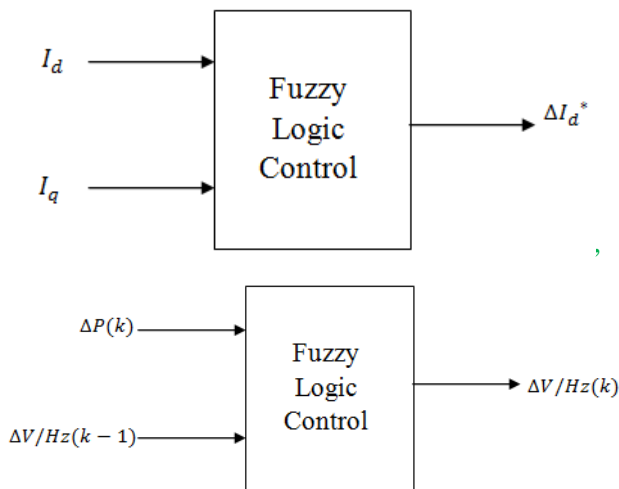 I_d
Fuzzy
Logic
Control
ΔI_d*
I_q
,
ΔP(k)
Fuzzy
Logic
Control
ΔV/Hz(k)
ΔV/Hz(k − 1)